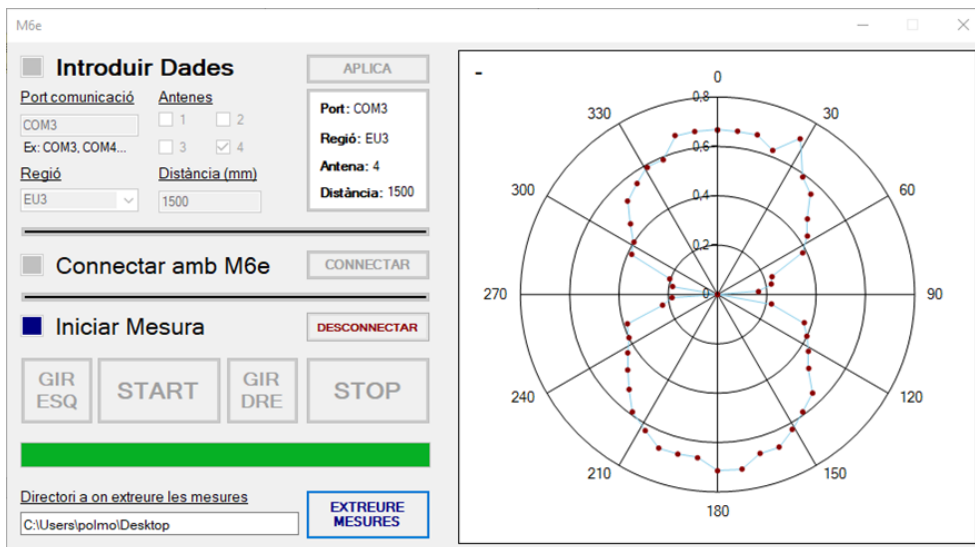 M6e
Introduir Dades
APLICA
Port comunicació
Antenes
COM3
1
2
Ex: COM3, COM4...
3
4
Regió
Distància (mm)
EU3
1500
Port: COM3
Regió: EU3
Antena: 4
Distància: 1500
Connectar amb M6e
CONNECTAR
Iniciar Mesura
DESCONNECTAR
GIR
ESQ
START
GIR
DRE
STOP
Directori a on extreure les mesures
C:\Users\polmo\Desktop
EXTREURE
MESURES
-
0
30
60
90
120
150
180
210
240
270
300
330
0,8
0,6
0,4
0,2
0